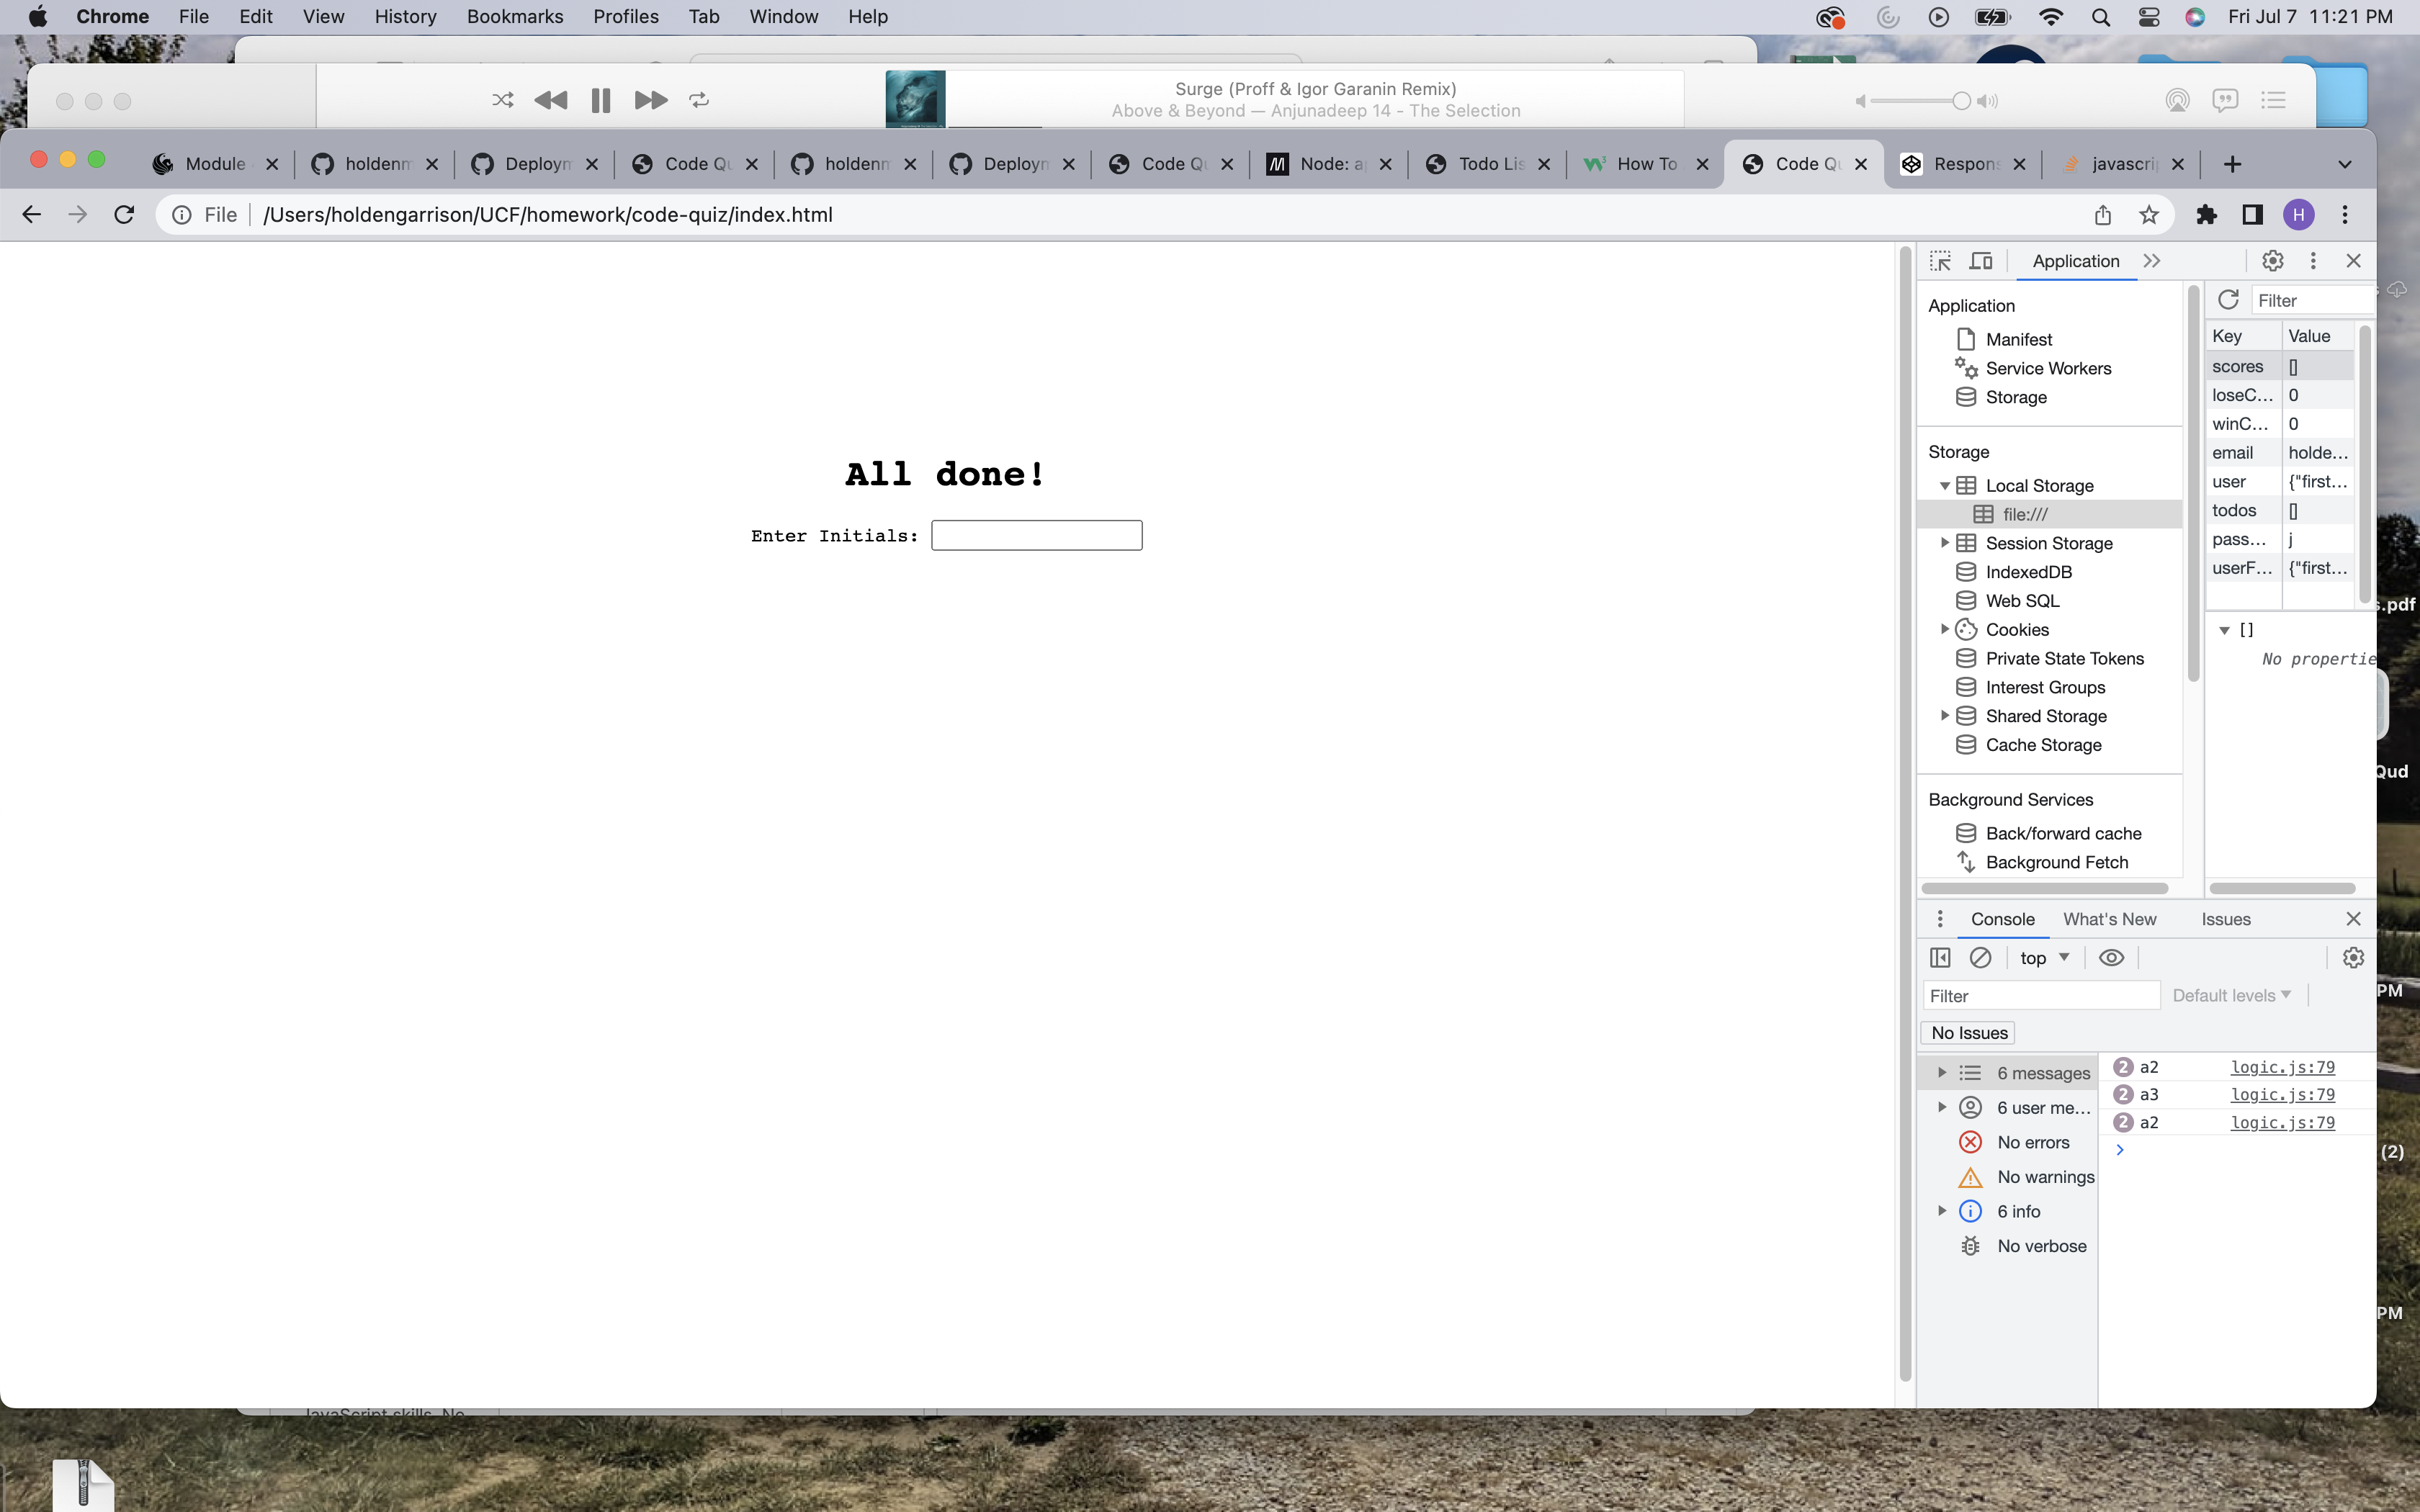 Chrome File Edit View History Bookmarks Profiles Tab Window Help Fri Jul 7 11:21 PM
Surge (Proff & Igor Garanin Remix)
Above & Beyond — Anjunadeep 14 - The Selection
Module holdenm Deploym Code Qu holdenm Deploym Code Qu Node: ap Todo Lis How To Code Qu Respons javascrip
File /Users/holdengarrison/UCF/homework/code-quiz/index.html H
All done!
Enter Initials:
Application
Application
Manifest
Service Workers
Storage
Storage
Local Storage
file:///
Session Storage
IndexedDB
Web SQL
Cookies
Private State Tokens
Interest Groups
Shared Storage
Cache Storage
Background Services
Back/forward cache
Background Fetch
Filter
Key Value
scores []
loseC... 0
winC... 0
email holde...
user {"first...
todos []
pass... j
userF... {"first...
[]
No propertie
Console What's New Issues
top
Filter Default levels
No Issues
6 messages
6 user me...
No errors
No warnings
6 info
No verbose
2 a2 logic.js:79
2 a3 logic.js:79
2 a2 logic.js:79
s.pdf
Qud
PM
(2)
PM
JavaScript skills. No